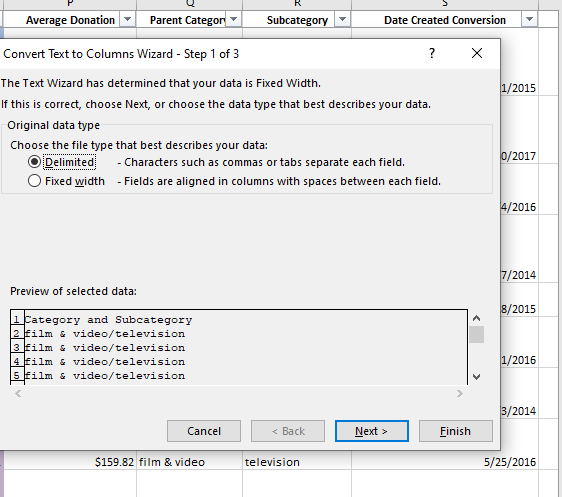 P Q R S
Average Donation Parent Categor Subcategory Date Created Conversion
Convert Text to Columns Wizard - Step 1 of 3 ? ×
The Text Wizard has determined that your data is Fixed Width.
1/2015
If this is correct, choose Next, or choose the data type that best describes your data.
Original data type
Choose the file type that best describes your data:
0/2017
Delimited - Characters such as commas or tabs separate each field.
Fixed width - Fields are aligned in columns with spaces between each field.
4/2016
7/2014
Preview of selected data:
8/2015
1 Category and Subcategory
2 film & video/television
3 film & video/television
4 film & video/television
1/2016
5 film & video/television
3/2014
Cancel < Back Next > Finish
$159.82 film & video television 5/25/2016